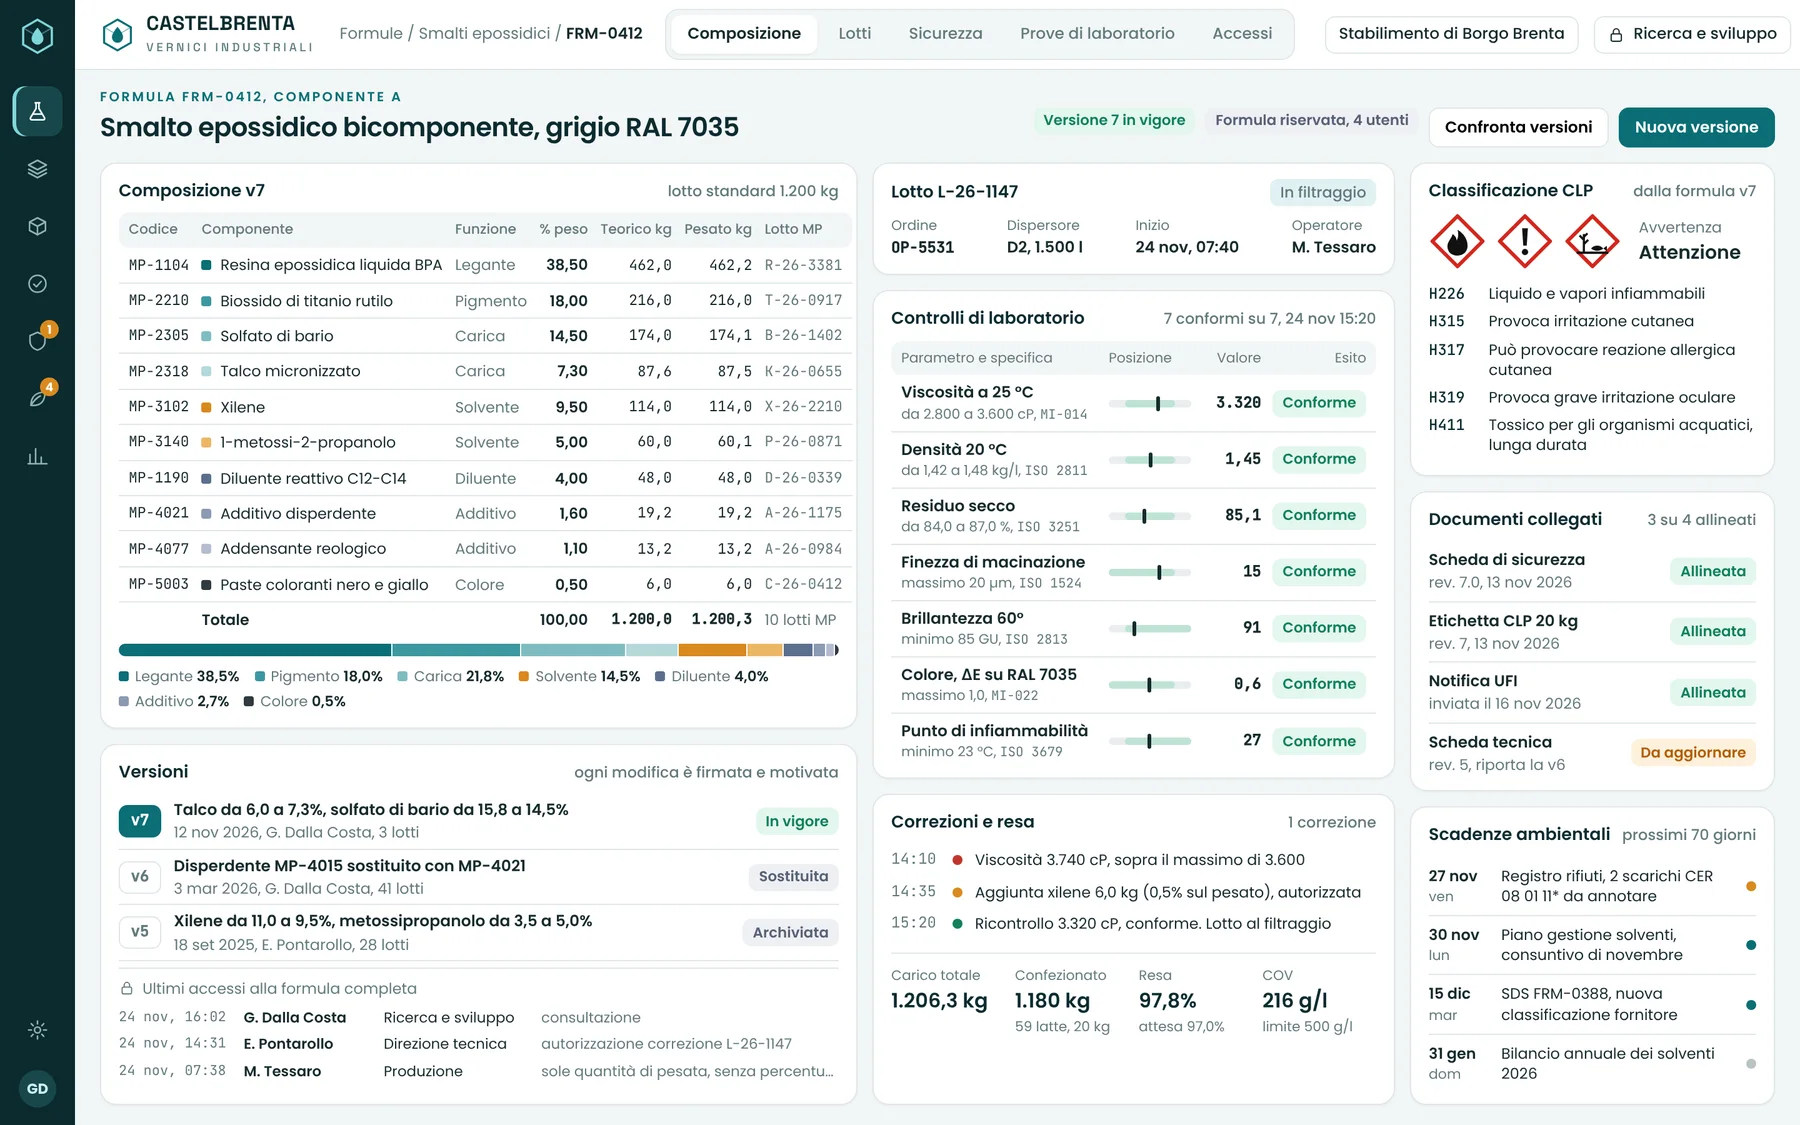 CASTELBRENTA
VERNICI INDUSTRIALI
Formule / Smalti epossidici / FRM-0412
Composizione Lotti Sicurezza Prove di laboratorio Accessi
Stabilimento di Borgo Brenta
Ricerca e sviluppo
1
4
GD
FORMULA FRM-0412, COMPONENTE A
Smalto epossidico bicomponente, grigio RAL 7035
Versione 7 in vigore
Formula riservata, 4 utenti
Confronta versioni
Nuova versione
Composizione v7 lotto standard 1.200 kg
Codice Componente Funzione % peso Teorico kg Pesato kg Lotto MP
MP-1104 Resina epossidica liquida BPA Legante 38,50 462,0 462,2 R-26-3381
MP-2210 Biossido di titanio rutilo Pigmento 18,00 216,0 216,0 T-26-0917
MP-2305 Solfato di bario Carica 14,50 174,0 174,1 B-26-1402
MP-2318 Talco micronizzato Carica 7,30 87,6 87,5 K-26-0655
MP-3102 Xilene Solvente 9,50 114,0 114,0 X-26-2210
MP-3140 1-metossi-2-propanolo Solvente 5,00 60,0 60,1 P-26-0871
MP-1190 Diluente reattivo C12-C14 Diluente 4,00 48,0 48,0 D-26-0339
MP-4021 Additivo disperdente Additivo 1,60 19,2 19,2 A-26-1175
MP-4077 Addensante reologico Additivo 1,10 13,2 13,2 A-26-0984
MP-5003 Paste coloranti nero e giallo Colore 0,50 6,0 6,0 C-26-0412
Totale 100,00 1.200,0 1.200,3 10 lotti MP
Legante 38,5% Pigmento 18,0% Carica 21,8% Solvente 14,5% Diluente 4,0%
Additivo 2,7% Colore 0,5%
Versioni ogni modifica è firmata e motivata
v7 Talco da 6,0 a 7,3%, solfato di bario da 15,8 a 14,5% In vigore
12 nov 2026, G. Dalla Costa, 3 lotti
v6 Disperdente MP-4015 sostituito con MP-4021 Sostituita
3 mar 2026, G. Dalla Costa, 41 lotti
v5 Xilene da 11,0 a 9,5%, metossipropanolo da 3,5 a 5,0% Archiviata
18 set 2025, E. Pontarollo, 28 lotti
Ultimi accessi alla formula completa
24 nov, 16:02 G. Dalla Costa Ricerca e sviluppo consultazione
24 nov, 14:31 E. Pontarollo Direzione tecnica autorizzazione correzione L-26-1147
24 nov, 07:38 M. Tessaro Produzione sole quantità di pesata, senza percentu...
Lotto L-26-1147 In filtraggio
Ordine Dispersore Inizio Operatore
OP-5531 D2, 1.500 l 24 nov, 07:40 M. Tessaro
Controlli di laboratorio 7 conformi su 7, 24 nov 15:20
Parametro e specifica Posizione Valore Esito
Viscosità a 25 °C 3.320 Conforme
da 2.800 a 3.600 cP, MI-014
Densità 20 °C 1,45 Conforme
da 1,42 a 1,48 kg/l, ISO 2811
Residuo secco 85,1 Conforme
da 84,0 a 87,0 %, ISO 3251
Finezza di macinazione 15 Conforme
massimo 20 µm, ISO 1524
Brillantezza 60° 91 Conforme
minimo 85 GU, ISO 2813
Colore, ΔE su RAL 7035 0,6 Conforme
massimo 1,0, MI-022
Punto di infiammabilità 27 Conforme
minimo 23 °C, ISO 3679
Correzioni e resa 1 correzione
14:10 Viscosità 3.740 cP, sopra il massimo di 3.600
14:35 Aggiunta xilene 6,0 kg (0,5% sul pesato), autorizzata
15:20 Ricontrollo 3.320 cP, conforme. Lotto al filtraggio
Carico totale Confezionato Resa COV
1.206,3 kg 1.180 kg 97,8% 216 g/l
59 latte, 20 kg attesa 97,0% limite 500 g/l
Classificazione CLP dalla formula v7
Avvertenza
Attenzione
H226 Liquido e vapori infiammabili
H315 Provoca irritazione cutanea
H317 Può provocare reazione allergica
cutanea
H319 Provoca grave irritazione oculare
H411 Tossico per gli organismi acquatici,
lunga durata
Documenti collegati 3 su 4 allineati
Scheda di sicurezza Allineata
rev. 7.0, 13 nov 2026
Etichetta CLP 20 kg Allineata
rev. 7, 13 nov 2026
Notifica UFI Allineata
inviata il 16 nov 2026
Scheda tecnica Da aggiornare
rev. 5, riporta la v6
Scadenze ambientali prossimi 70 giorni
27 nov Registro rifiuti, 2 scarichi CER
ven 08 01 11* da annotare
30 nov Piano gestione solventi,
lun consuntivo di novembre
15 dic SDS FRM-0388, nuova
mar classificazione fornitore
31 gen Bilancio annuale dei solventi
dom 2026